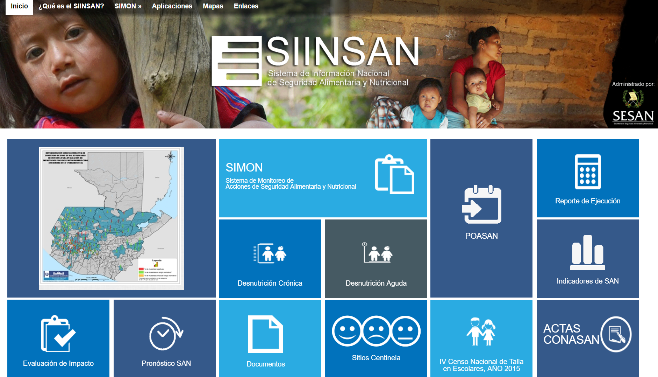 Inicio ¿Qué es el SIINSAN? SIMON » Aplicaciones Mapas Enlaces
SIINSAN
Sistema de Información Nacional
de Seguridad Alimentaria y Nutricional
Administrado por:
SESAN
SIMON
Sistema de Monitoreo de
Acciones de Seguridad Alimentaria y Nutricional
POASAN
Reporte de Ejecución
Desnutrición Crónica
Desnutrición Aguda
Indicadores de SAN
Evaluación de Impacto
Pronóstico SAN
Documentos
Sitios Centinela
IV Censo Nacional de Talla
en Escolares, AÑO 2015
ACTAS
CONASAN